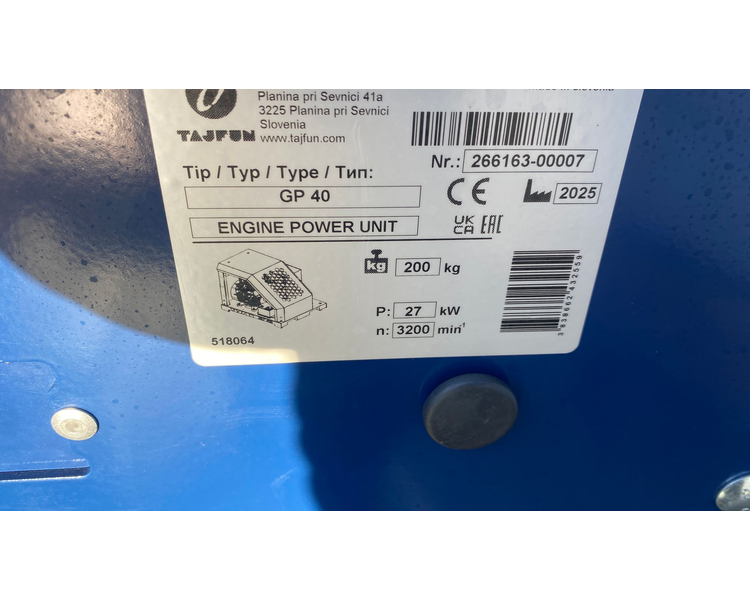 Planina pri Sevnici 41a
3225 Planina pri Sevnici
Slovenia
TAJFUN www.tajfun.com
Nr.: 266163-00007
Tip / Typ / Type / Тип:
GP 40
CE
2025
ENGINE POWER UNIT
UK CA EAC
kg 200 kg
P: 27 kW
n: 3200 min-1
518064
3838662432559